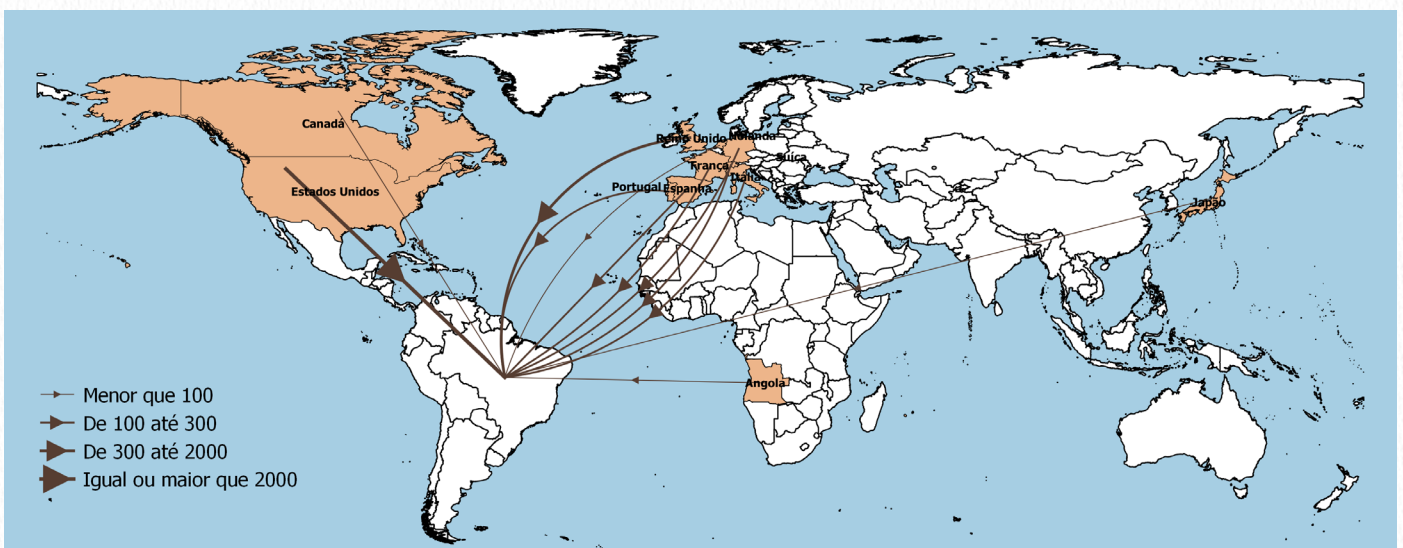 Canadá
Estados Unidos
Reino Unido
Holanda
França
Suíça
Itália
Portugal
Espanha
Japão
Angola
Menor que 100
De 100 até 300
De 300 até 2000
Igual ou maior que 2000